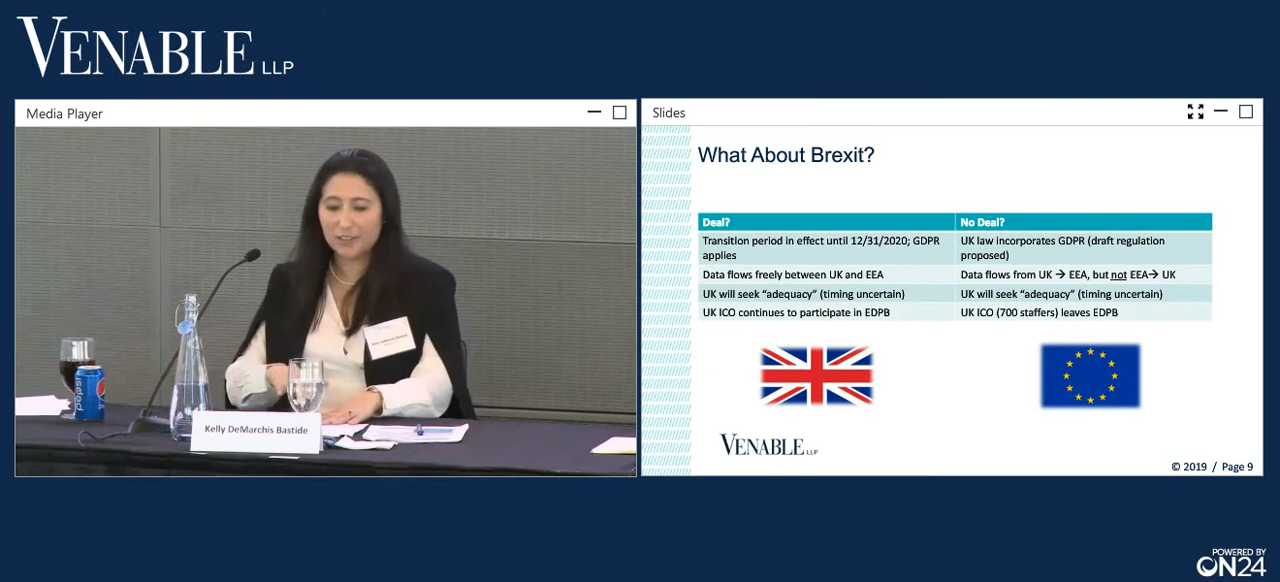 VENABLE LLP
Media Player
pepsi
Kelly DeMarchis Bastide
Slides
What About Brexit?
Deal?
No Deal?
Transition period in effect until 12/31/2020; GDPR
applies
UK law incorporates GDPR (draft regulation
proposed)
Data flows freely between UK and EEA
Data flows from UK → EEA, but not EEA→ UK
UK will seek “adequacy” (timing uncertain)
UK will seek “adequacy” (timing uncertain)
UK ICO continues to participate in EDPB
UK ICO (700 staffers) leaves EDPB
VENABLE LLP
© 2019 / Page 9
POWERED BY
ON24